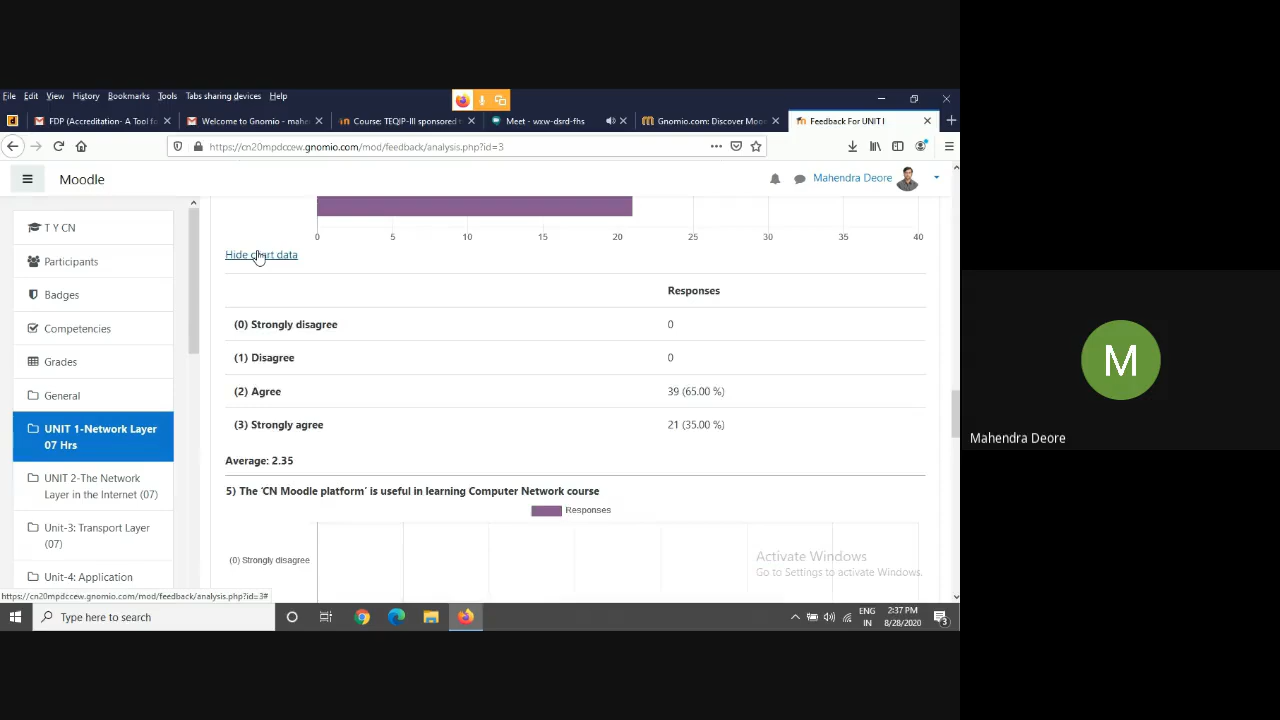 File Edit View History Bookmarks Tools Tabs sharing devices Help
FDP (Accreditation- A Tool fo
Welcome to Gnomio - mahe
Course: TEQIP-III sponsored
Meet - wxw-dsrd-fhs
Gnomio.com: Discover Moo
Feedback For UNIT I
https://cn20mpdccew.gnomio.com/mod/feedback/analysis.php?id=3
Moodle
Mahendra Deore
T Y CN
Participants
Badges
Competencies
Grades
General
UNIT 1-Network Layer
07 Hrs
UNIT 2-The Network
Layer in the Internet (07)
Unit-3: Transport Layer
(07)
Unit-4: Application
0 5 10 15 20 25 30 35 40
Hide chart data
Responses
(0) Strongly disagree 0
(1) Disagree 0
(2) Agree 39 (65.00 %)
(3) Strongly agree 21 (35.00 %)
Average: 2.35
5) The 'CN Moodle platform' is useful in learning Computer Network course
Responses
(0) Strongly disagree
Activate Windows
Go to Settings to activate Windows.
https://cn20mpdccew.gnomio.com/mod/feedback/analysis.php?id=3#
Type here to search
ENG
IN
2:37 PM
8/28/2020
3
M
Mahendra Deore